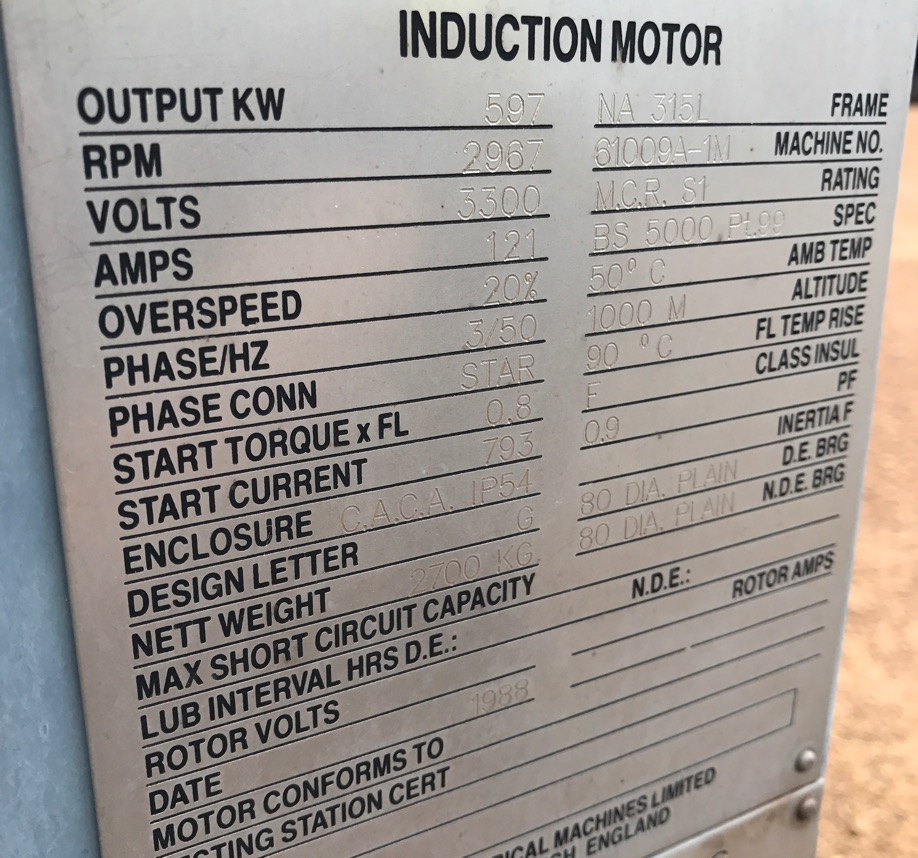 INDUCTION MOTOR
OUTPUT KW 597 NA 315L FRAME
RPM 2967 61009A-1M MACHINE NO.
VOLTS 3300 M.C.R. S1 RATING
AMPS 121 BS 5000 Pt.99 SPEC
OVERSPEED 20% 50° C AMB TEMP
PHASE/HZ 3/50 1000 M ALTITUDE
PHASE CONN STAR 90 °C FL TEMP RISE
START TORQUE x FL 0.8 F CLASS INSUL
START CURRENT 793 0.9 PF
ENCLOSURE C.A.C.A. IP54 INERTIA F
DESIGN LETTER G 80 DIA. PLAIN D.E. BRG
NETT WEIGHT 2700 KG 80 DIA. PLAIN N.D.E. BRG
MAX SHORT CIRCUIT CAPACITY
LUB INTERVAL HRS D.E.: N.D.E.:
ROTOR VOLTS ROTOR AMPS
DATE 1988
MOTOR CONFORMS TO
STATION CERT
MACHINES LIMITED
ENGLAND